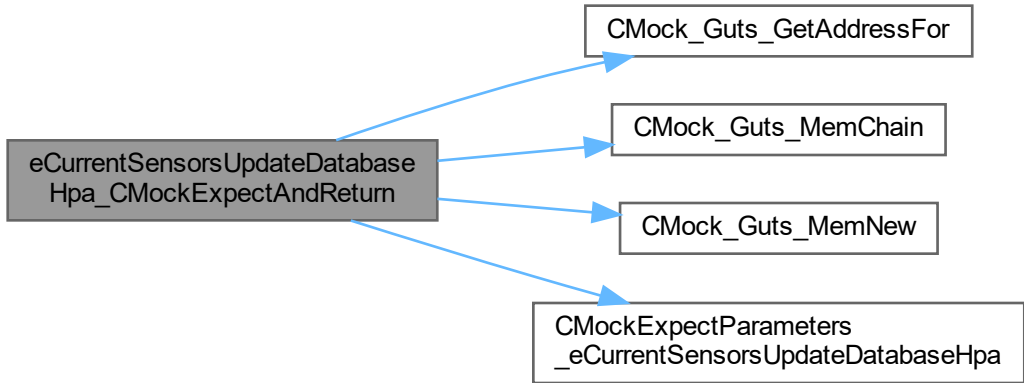 eCurrentSensorsUpdateDatabase
Hpa_CMockExpectAndReturn
CMock_Guts_GetAddressFor
CMock_Guts_MemChain
CMock_Guts_MemNew
CMockExpectParameters
_eCurrentSensorsUpdateDatabaseHpa